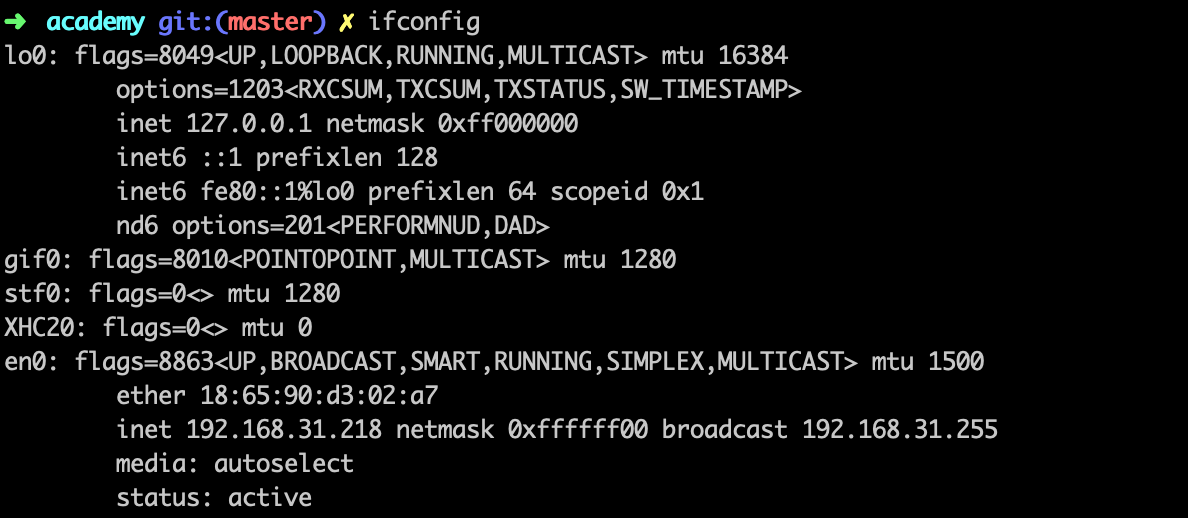 ➜ academy git:(master) ✗ ifconfig
lo0: flags=8049<UP,LOOPBACK,RUNNING,MULTICAST> mtu 16384
options=1203<RXCSUM,TXCSUM,TXSTATUS,SW_TIMESTAMP>
inet 127.0.0.1 netmask 0xff000000
inet6 ::1 prefixlen 128
inet6 fe80::1%lo0 prefixlen 64 scopeid 0x1
nd6 options=201<PERFORMNUD,DAD>
gif0: flags=8010<POINTOPOINT,MULTICAST> mtu 1280
stf0: flags=0<> mtu 1280
XHC20: flags=0<> mtu 0
en0: flags=8863<UP,BROADCAST,SMART,RUNNING,SIMPLEX,MULTICAST> mtu 1500
ether 18:65:90:d3:02:a7
inet 192.168.31.218 netmask 0xffffff00 broadcast 192.168.31.255
media: autoselect
status: active